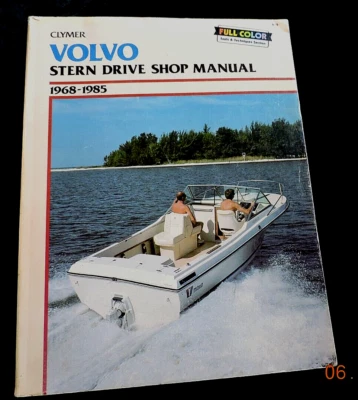 CLYMER
FULL COLOR
VOLVO
STERN DRIVE SHOP MANUAL
1968-1985
V
06